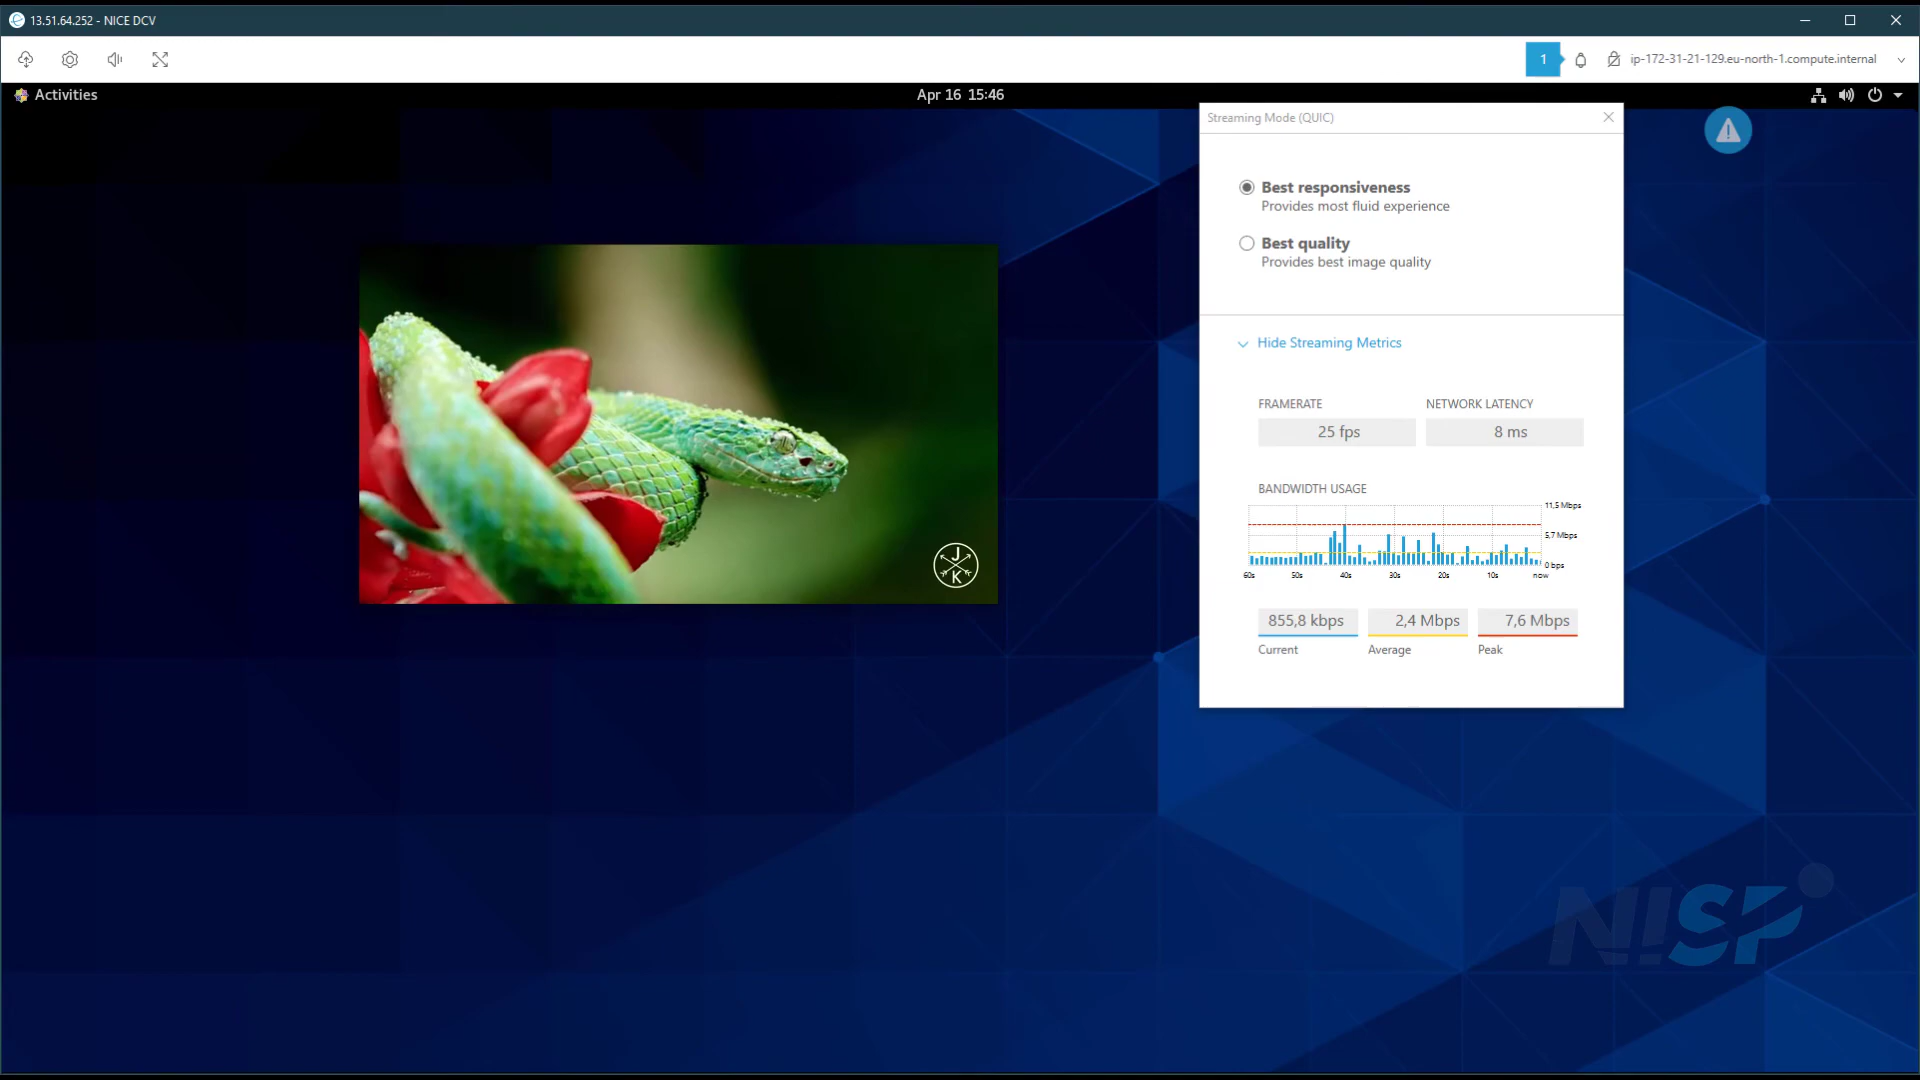 13.51.64.252 - NICE DCV
1
ip-172-31-21-129.eu-north-1.compute.internal
Activities
Apr 16 15:46
Streaming Mode (QUIC)
Best responsiveness
Provides most fluid experience
Best quality
Provides best image quality
Hide Streaming Metrics
FRAMERATE
NETWORK LATENCY
25 fps
8 ms
BANDWIDTH USAGE
11,5 Mbps
5,7 Mbps
0 bps
60s
50s
40s
30s
20s
10s
now
855,8 kbps
2,4 Mbps
7,6 Mbps
Current
Average
Peak
J
K
NISP